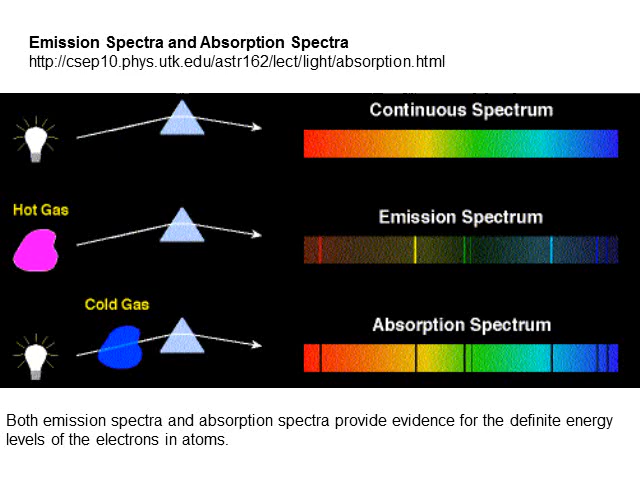 Emission Spectra and Absorption Spectra
http://csep10.phys.utk.edu/astr162/lect/light/absorption.html
Continuous Spectrum
Hot Gas
Emission Spectrum
Cold Gas
Absorption Spectrum
Both emission spectra and absorption spectra provide evidence for the definite energy
levels of the electrons in atoms.